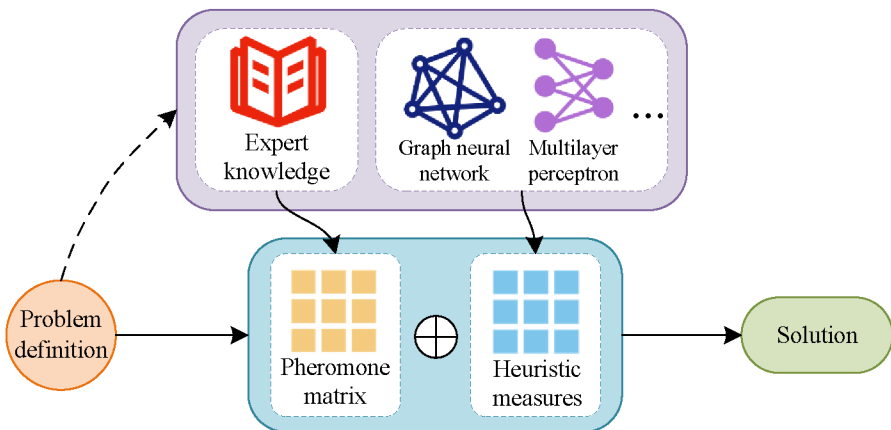 Expert
knowledge
Graph neural
network
Multilayer
perceptron
...
Problem
definition
Pheromone
matrix
Heuristic
measures
Solution